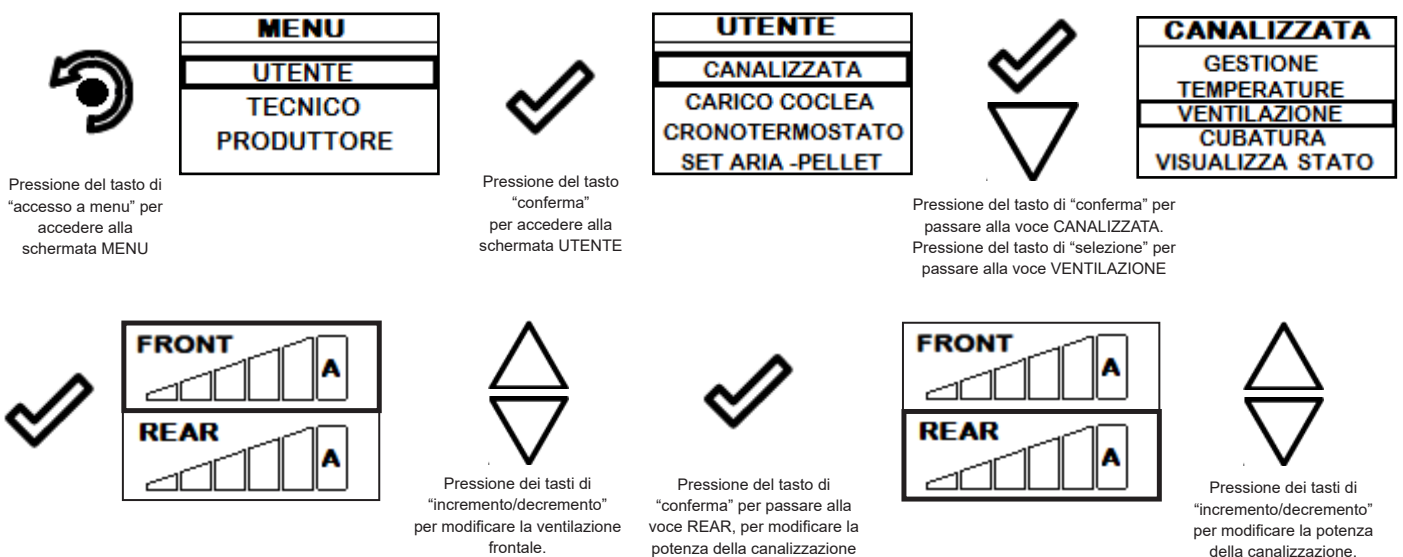 MENU
UTENTE
TECNICO
PRODUTTORE
Pressione del tasto di
“accesso a menu” per
accedere alla
schermata MENU
UTENTE
CANALIZZATA
CARICO COCLEA
CRONOTERMOSTATO
SET ARIA -PELLET
Pressione del tasto
“conferma”
per accedere alla
schermata UTENTE
CANALIZZATA
GESTIONE
TEMPERATURE
VENTILAZIONE
CUBATURA
VISUALIZZA STATO
Pressione del tasto di “conferma” per
passare alla voce CANALIZZATA.
Pressione del tasto di “selezione” per
passare alla voce VENTILAZIONE
FRONT
A
REAR
A
Pressione dei tasti di
“incremento/decremento”
per modificare la ventilazione
frontale.
Pressione del tasto di
“conferma” per passare alla
voce REAR, per modificare la
potenza della canalizzazione
FRONT
A
REAR
A
Pressione dei tasti di
“incremento/decremento”
per modificare la potenza
della canalizzazione.